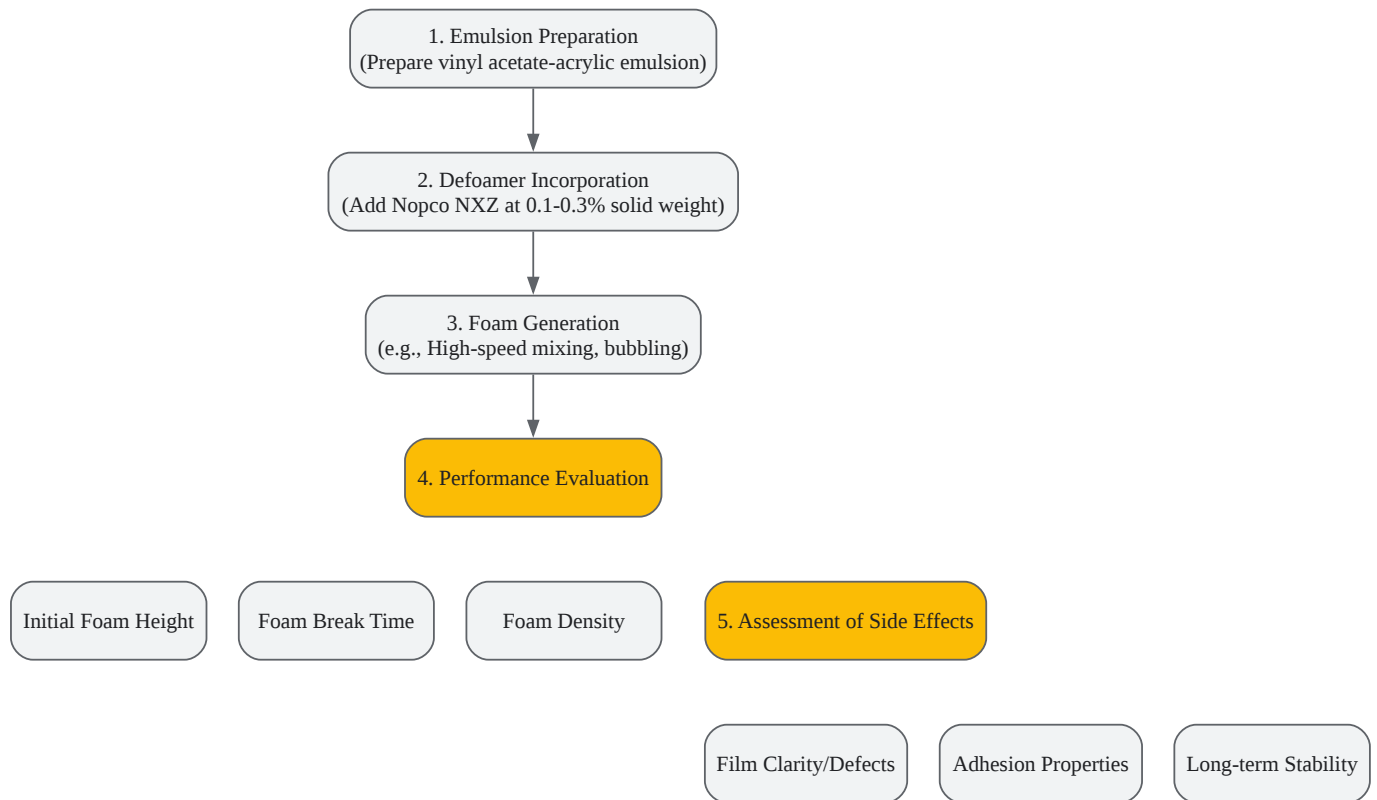 1. Emulsion Preparation
(Prepare vinyl acetate-acrylic emulsion)
2. Defoamer Incorporation
(Add Nopco NXZ at 0.1-0.3% solid weight)
3. Foam Generation
(e.g., High-speed mixing, bubbling)
4. Performance Evaluation
Initial Foam Height
Foam Break Time
Foam Density
5. Assessment of Side Effects
Film Clarity/Defects
Adhesion Properties
Long-term Stability